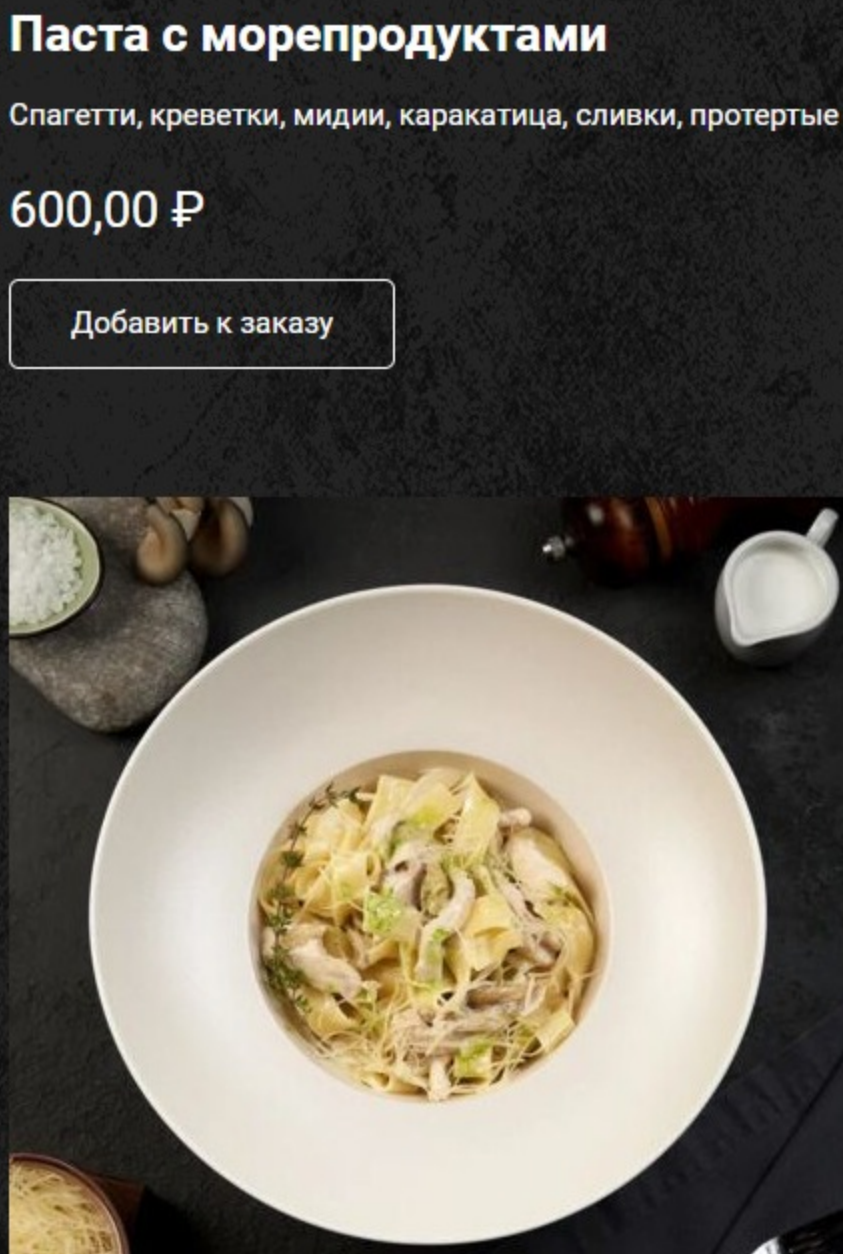 Паста с морепродуктами
Спагетти, креветки, мидии, каракатица, сливки, протертые
600,00 ₽
Добавить к заказу